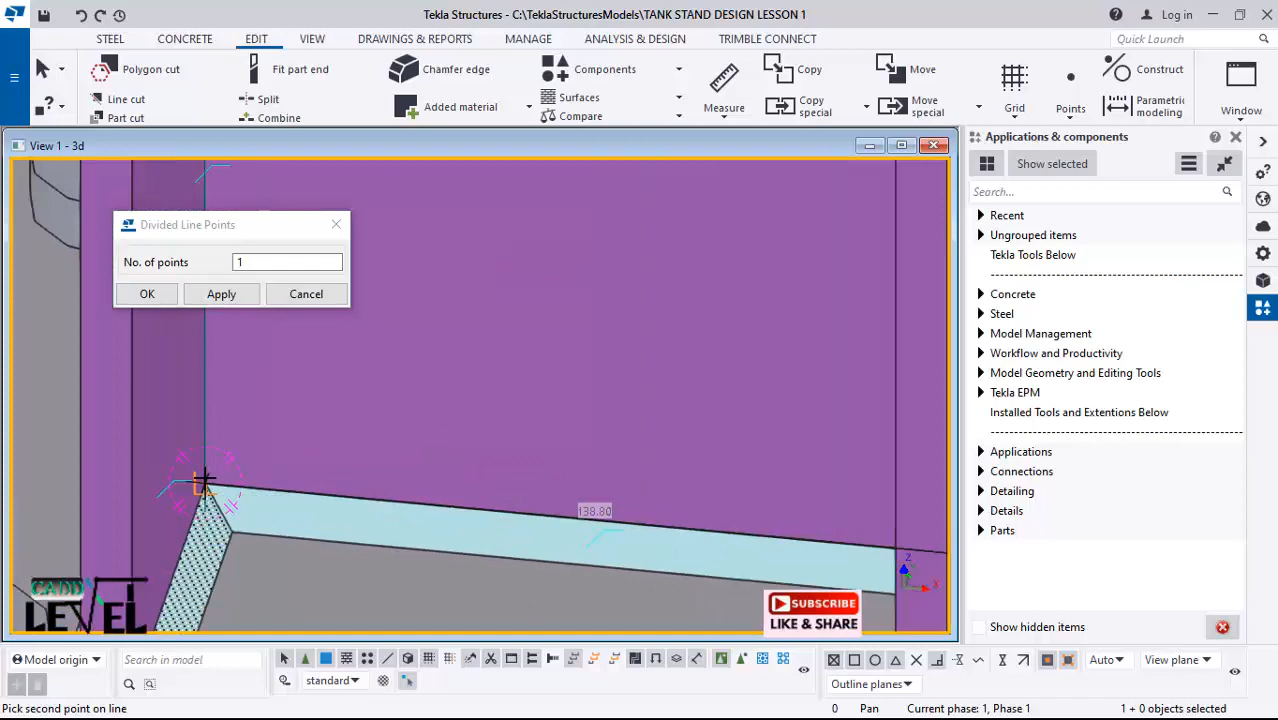 Tekla Structures - C:\TeklaStructuresModels\TANK STAND DESIGN LESSON 1
Log in
STEEL CONCRETE EDIT VIEW DRAWINGS & REPORTS MANAGE ANALYSIS & DESIGN TRIMBLE CONNECT
Quick Launch
Polygon cut
Line cut
Part cut
Fit part end
Split
Combine
Chamfer edge
Added material
Components
Surfaces
Compare
Measure
Copy
Copy special
Move
Move special
Grid
Points
Construct
Parametric modeling
Window
View 1 - 3d
Divided Line Points
No. of points 1
OK Apply Cancel
138.80
Z
X
CADD
LEVEL
SUBSCRIBE
LIKE & SHARE
Applications & components
Show selected
Search...
Recent
Ungrouped items
Tekla Tools Below
Concrete
Steel
Model Management
Workflow and Productivity
Model Geometry and Editing Tools
Tekla EPM
Installed Tools and Extentions Below
Applications
Connections
Detailing
Details
Parts
Show hidden items
Model origin
Search in model
standard
Auto
View plane
Outline planes
Pick second point on line
0 Pan Current phase: 1, Phase 1 1 + 0 objects selected